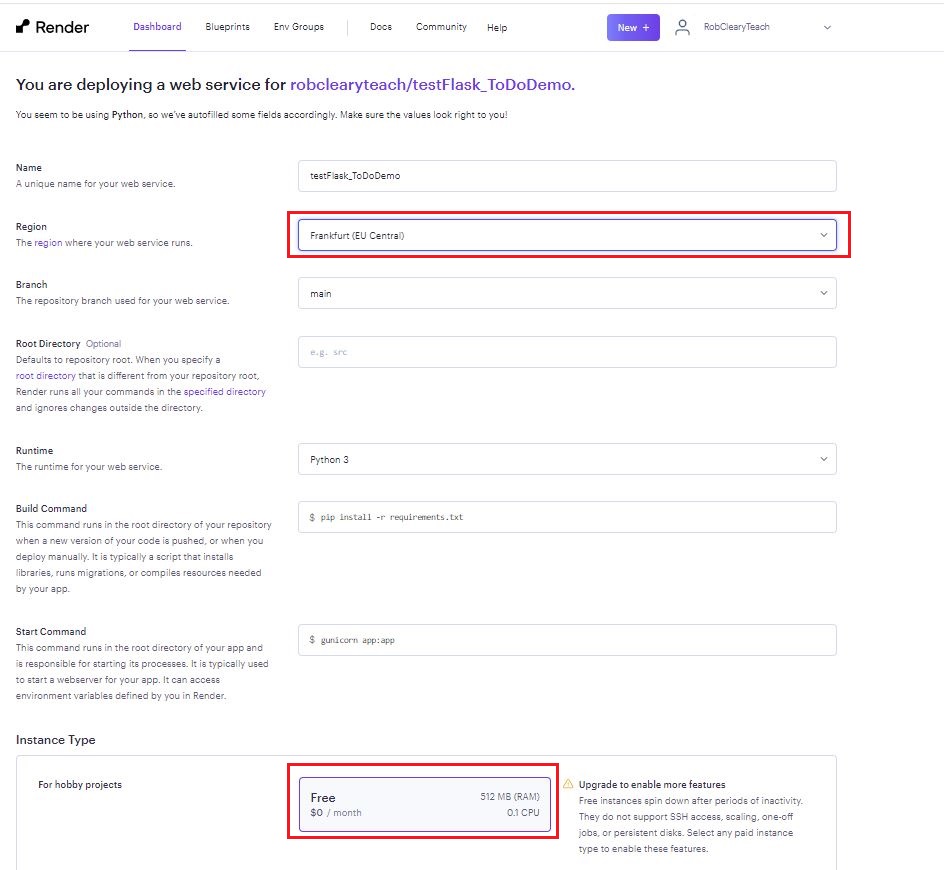 Render Dashboard Blueprints Env Groups Docs Community Help New + RobClearyTeach
You are deploying a web service for robclearyteach/testFlask_ToDoDemo.
You seem to be using Python, so we've autofilled some fields accordingly. Make sure the values look right to you!
Name
A unique name for your web service.
testFlask_ToDoDemo
Region
The region where your web service runs.
Frankfurt (EU Central)
Branch
The repository branch used for your web service.
main
Root Directory Optional
Defaults to repository root. When you specify a
root directory that is different from your repository root,
Render runs all your commands in the specified directory
and ignores changes outside the directory.
e.g. src
Runtime
The runtime for your web service.
Python 3
Build Command
This command runs in the root directory of your repository
when a new version of your code is pushed, or when you
deploy manually. It is typically a script that installs
libraries, runs migrations, or compiles resources needed
by your app.
$ pip install -r requirements.txt
Start Command
This command runs in the root directory of your app and
is responsible for starting its processes. It is typically used
to start a webserver for your app. It can access
environment variables defined by you in Render.
$ gunicorn app:app
Instance Type
For hobby projects
Free 512 MB (RAM)
$0 / month 0.1 CPU
Upgrade to enable more features
Free instances spin down after periods of inactivity.
They do not support SSH access, scaling, one-off
jobs, or persistent disks. Select any paid instance
type to enable these features.